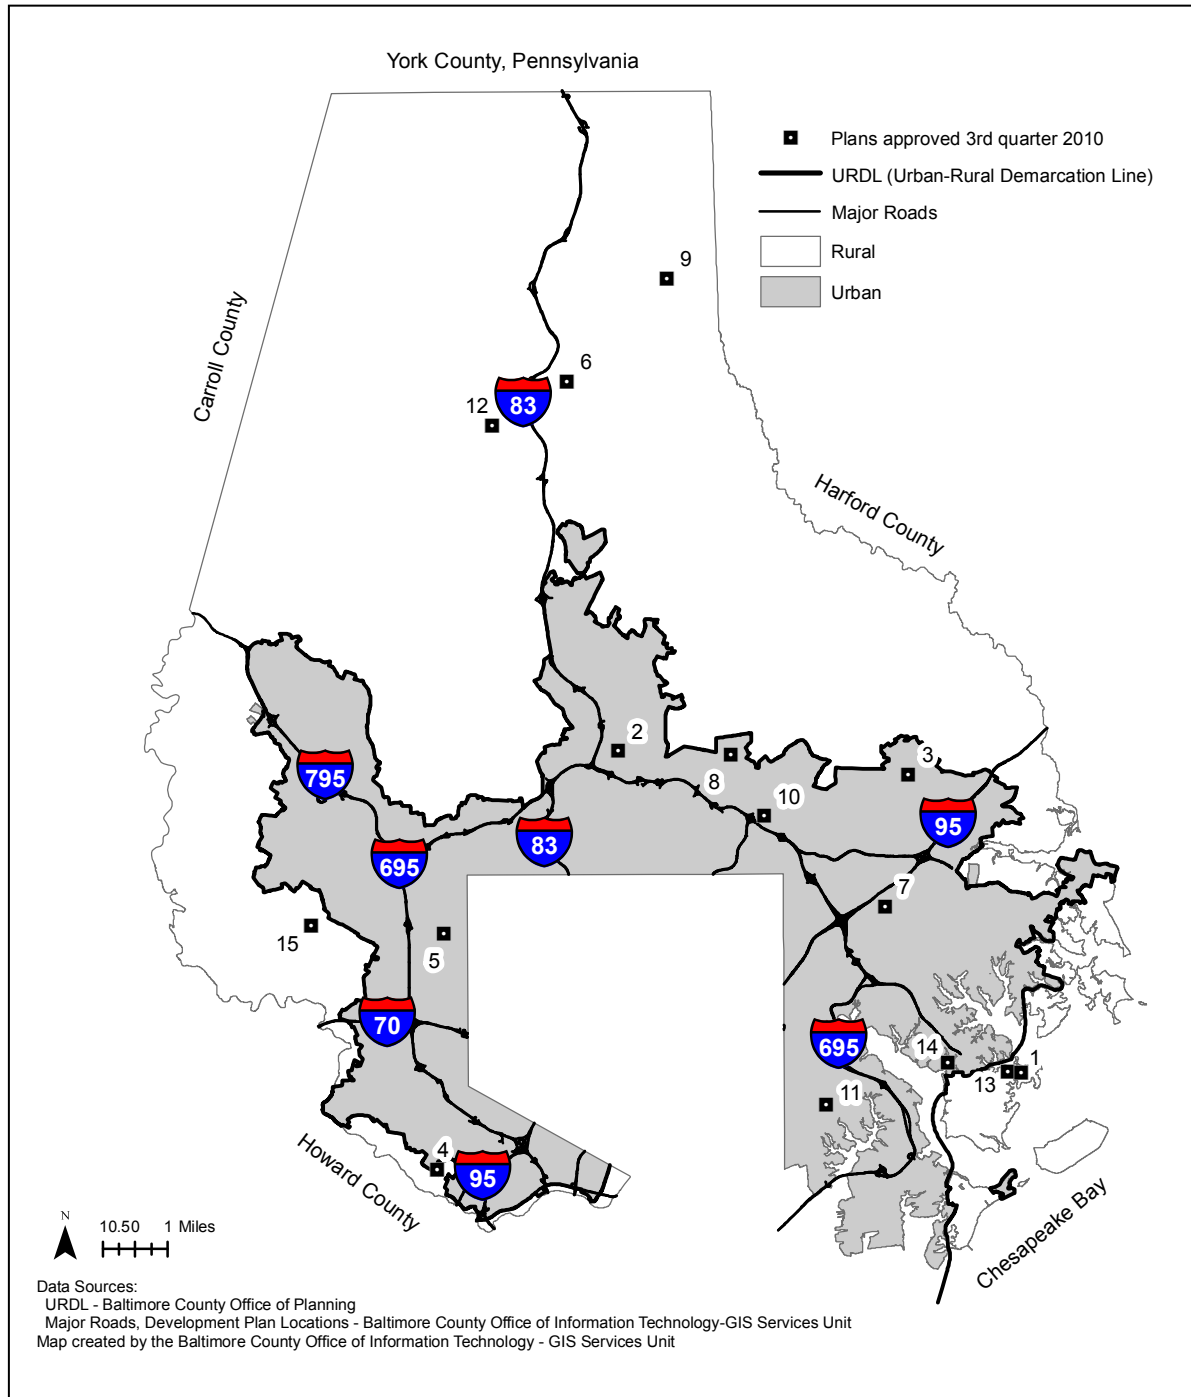 York County, Pennsylvania
Plans approved 3rd quarter 2010
URDL (Urban-Rural Demarcation Line)
Major Roads
Rural
Urban
9
Carroll County
6
83
12
Harford County
2
8
3
795
10
95
83
695
7
15
5
70
695
14
13
1
11
Howard County
4
95
Chesapeake Bay
N
10.50 1 Miles
Data Sources:
URDL - Baltimore County Office of Planning
Major Roads, Development Plan Locations - Baltimore County Office of Information Technology-GIS Services Unit
Map created by the Baltimore County Office of Information Technology - GIS Services Unit